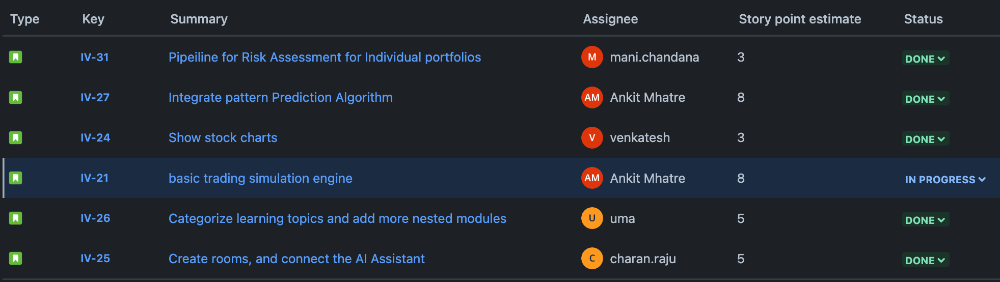 Type Key Summary Assignee Story point estimate Status
IV-31 Pipeiline for Risk Assessment for Individual portfolios M mani.chandana 3 DONE
IV-27 Integrate pattern Prediction Algorithm AM Ankit Mhatre 8 DONE
IV-24 Show stock charts V venkatesh 3 DONE
IV-21 basic trading simulation engine AM Ankit Mhatre 8 IN PROGRESS
IV-26 Categorize learning topics and add more nested modules U uma 5 DONE
IV-25 Create rooms, and connect the AI Assistant C charan.raju 5 DONE